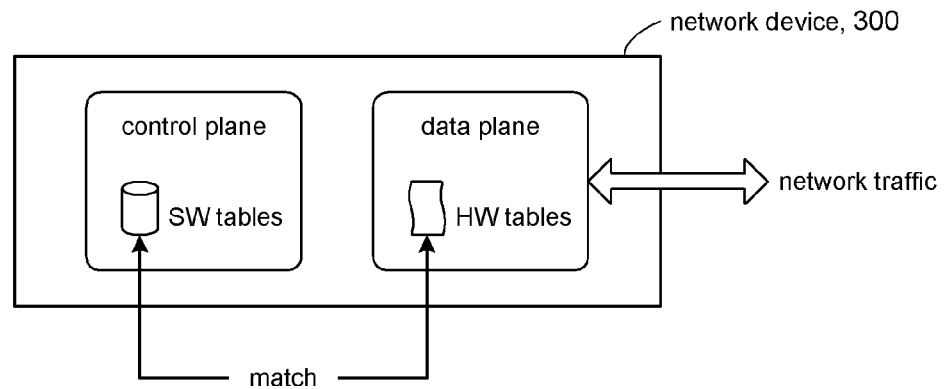 network device, 300
control plane
data plane
SW tables
HW tables
network traffic
match